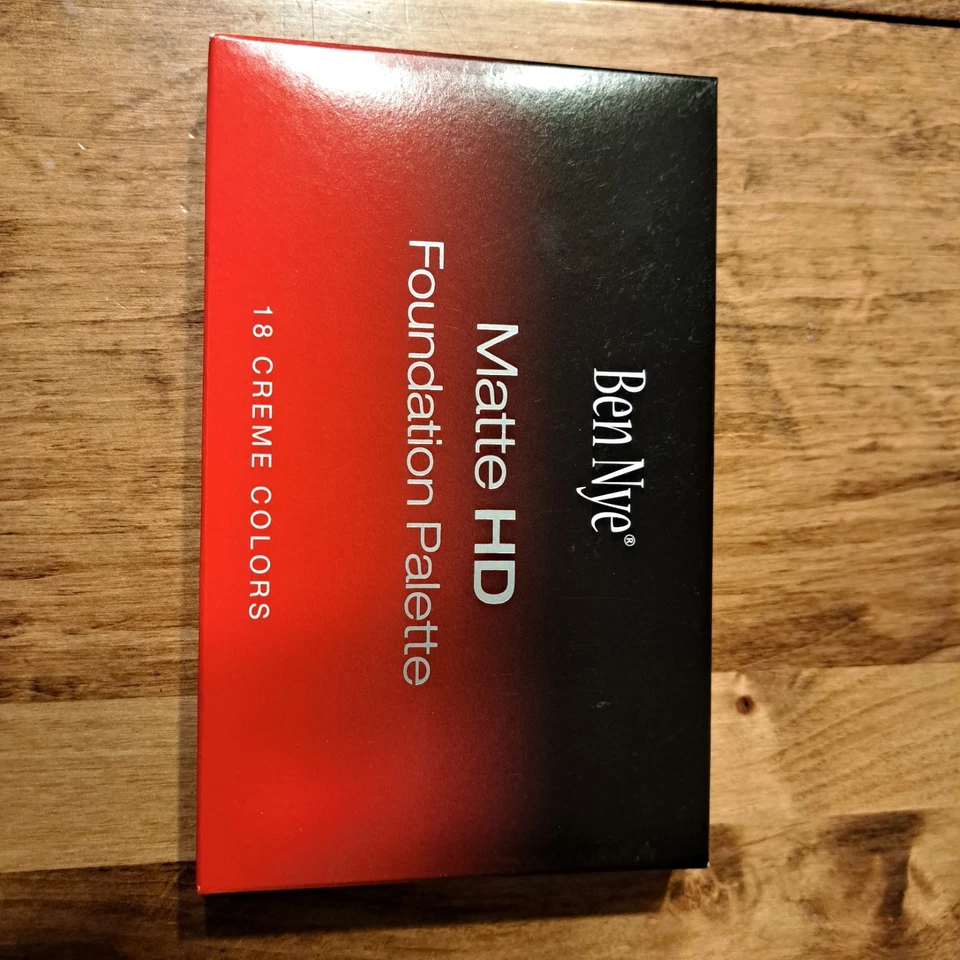 Ben Nye®
Matte HD
Foundation Palette
18 CREME COLORS